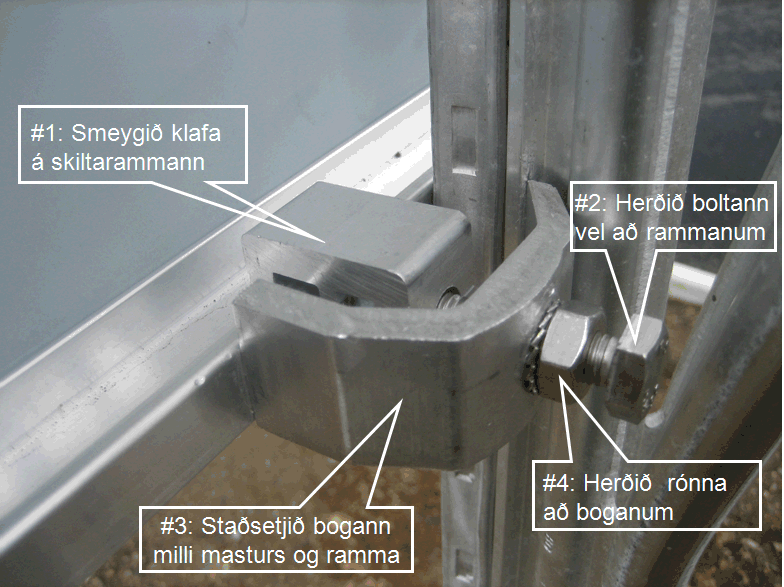 #1: Smeygið klafa
á skiltarammann
#2: Herðið boltann
vel að rammanum
#3: Staðsetjið bogann
milli masturs og ramma
#4: Herðið rónna
að boganum